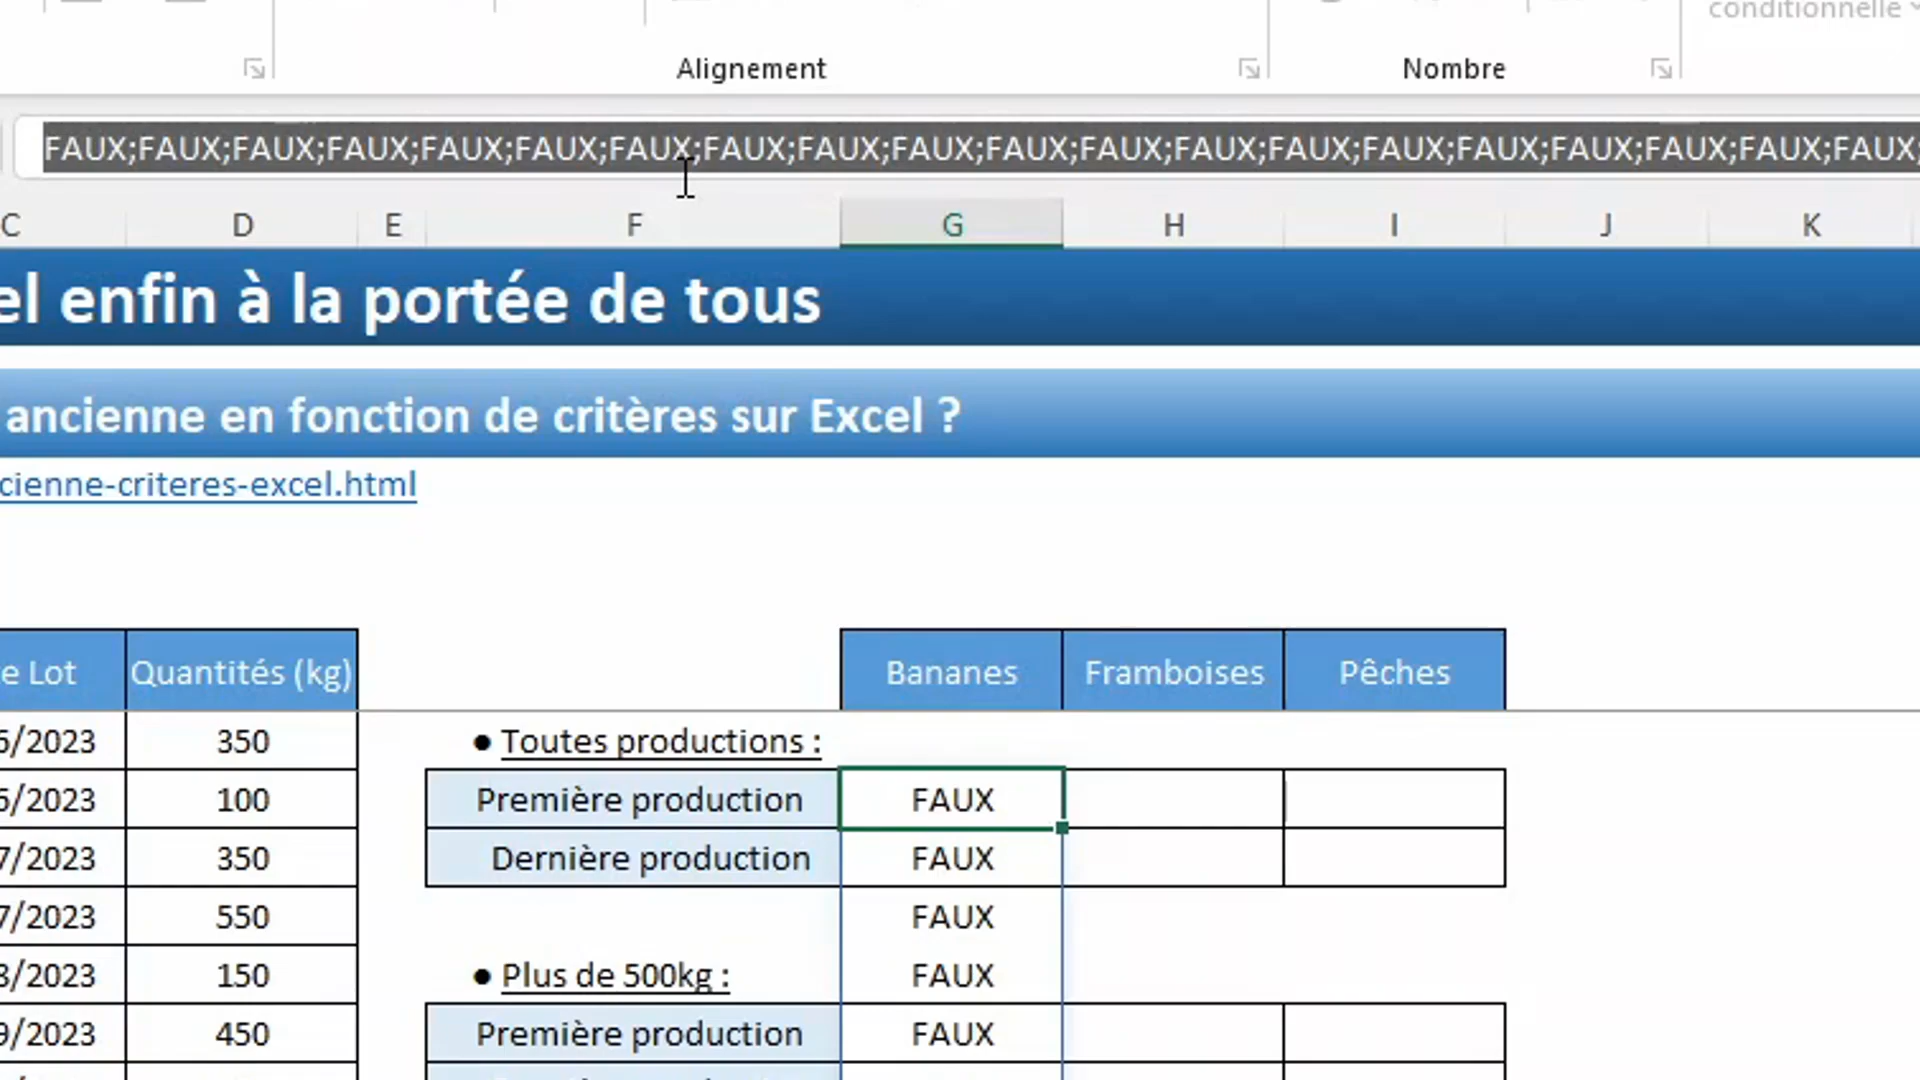 conditionnelle
Alignement
Nombre
FAUX;FAUX;FAUX;FAUX;FAUX;FAUX;FAUX;FAUX;FAUX;FAUX;FAUX;FAUX;FAUX;FAUX;FAUX;FAUX;FAUX;FAUX;FAUX;FAUX;
C D E F G H I J K
el enfin à la portée de tous
ancienne en fonction de critères sur Excel ?
cienne-criteres-excel.html
e Lot Quantités (kg) Bananes Framboises Pêches
6/2023 350 ● Toutes productions :
6/2023 100 Première production FAUX
7/2023 350 Dernière production FAUX
7/2023 550 FAUX
8/2023 150 ● Plus de 500kg : FAUX
9/2023 450 Première production FAUX